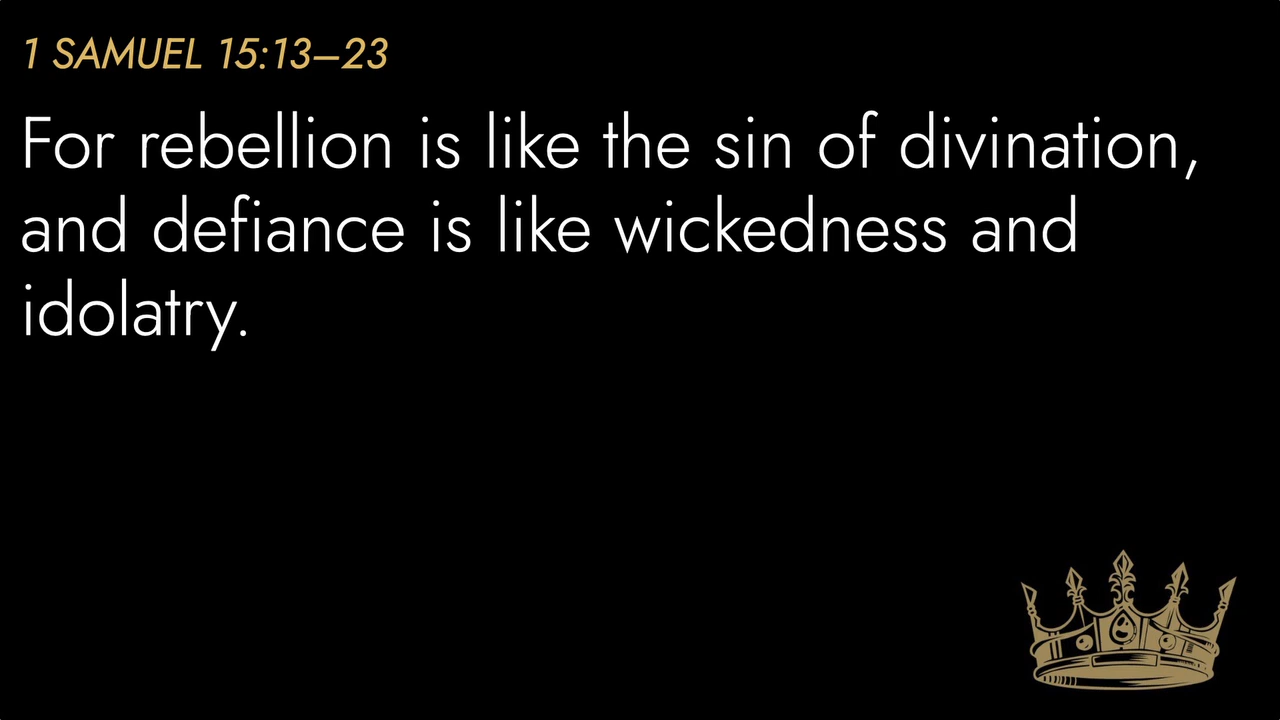 1 SAMUEL 15:13–23
For rebellion is like the sin of divination,
and defiance is like wickedness and
idolatry.